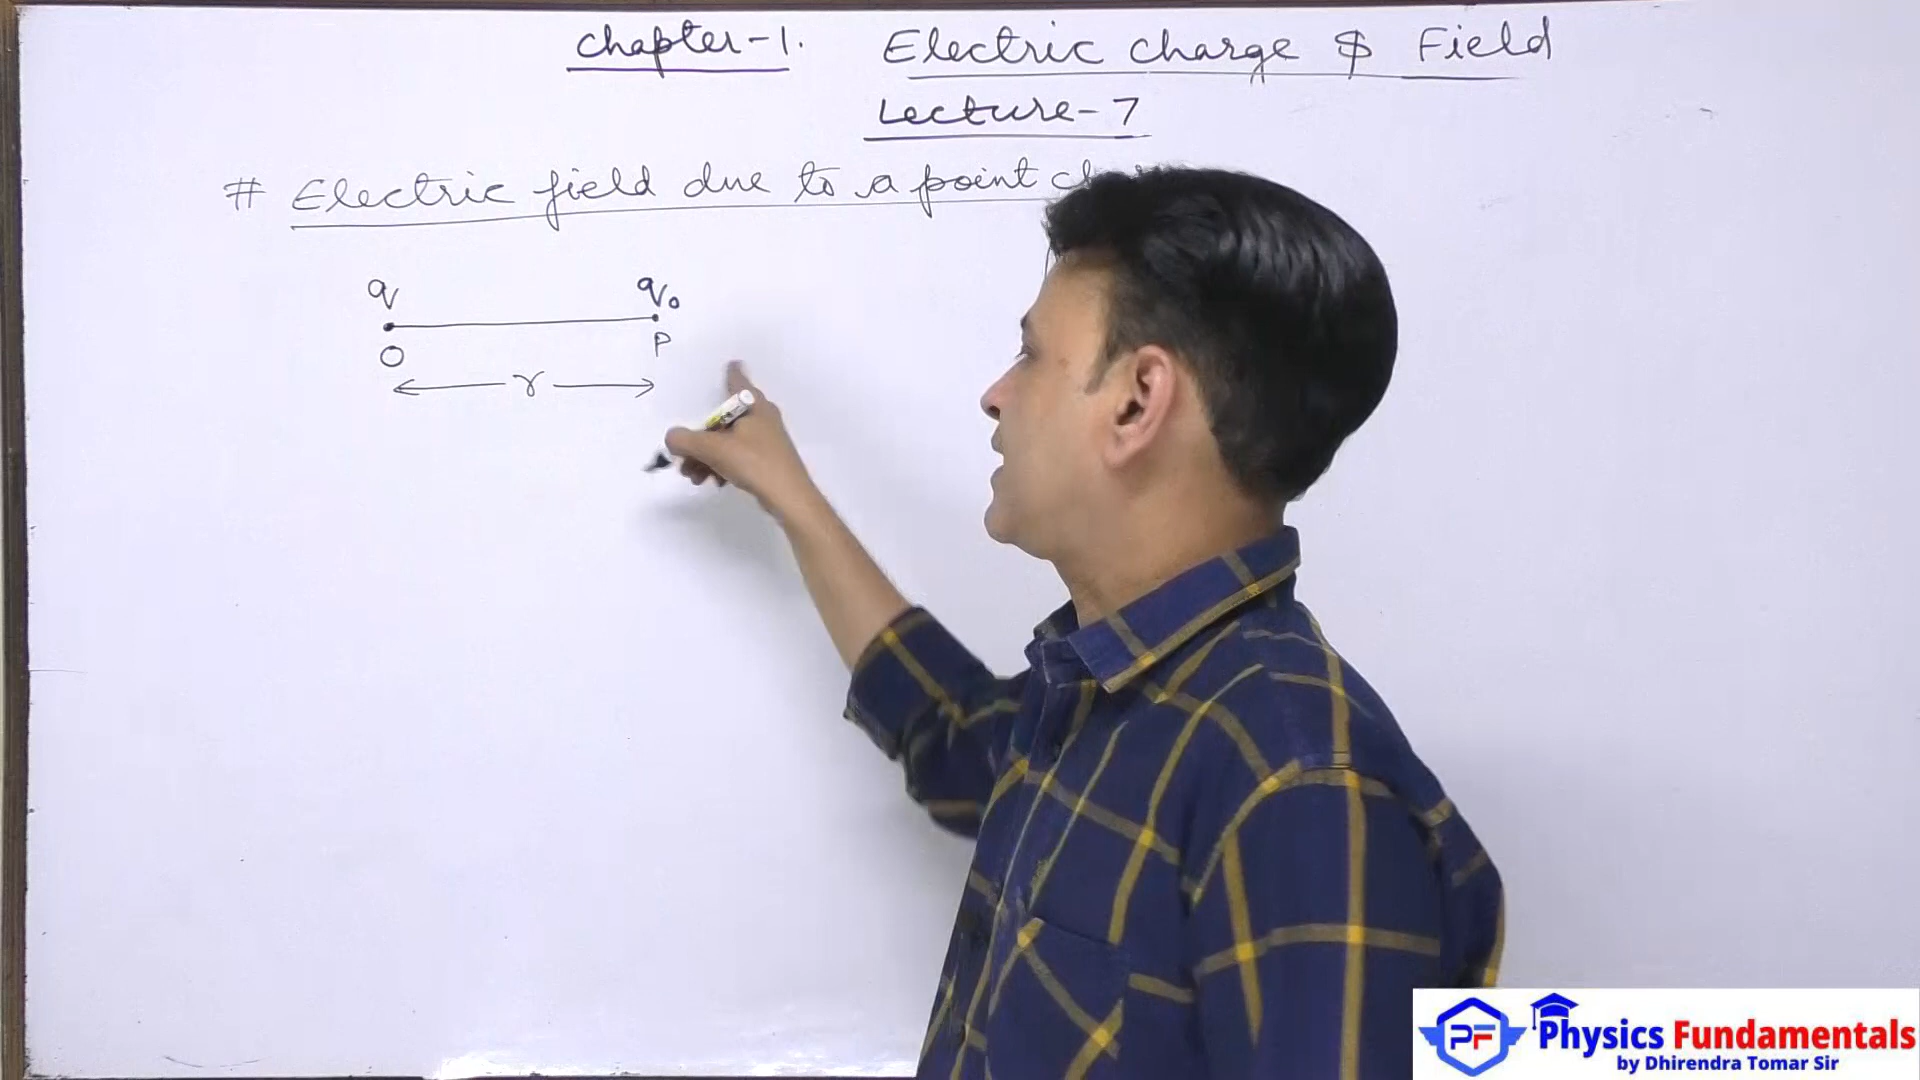 Chapter-1. Electric Charge & Field
Lecture-7
# Electric field due to a point
q q₀
O P
r
PF Physics Fundamentals
by Dhirendra Tomar Sir